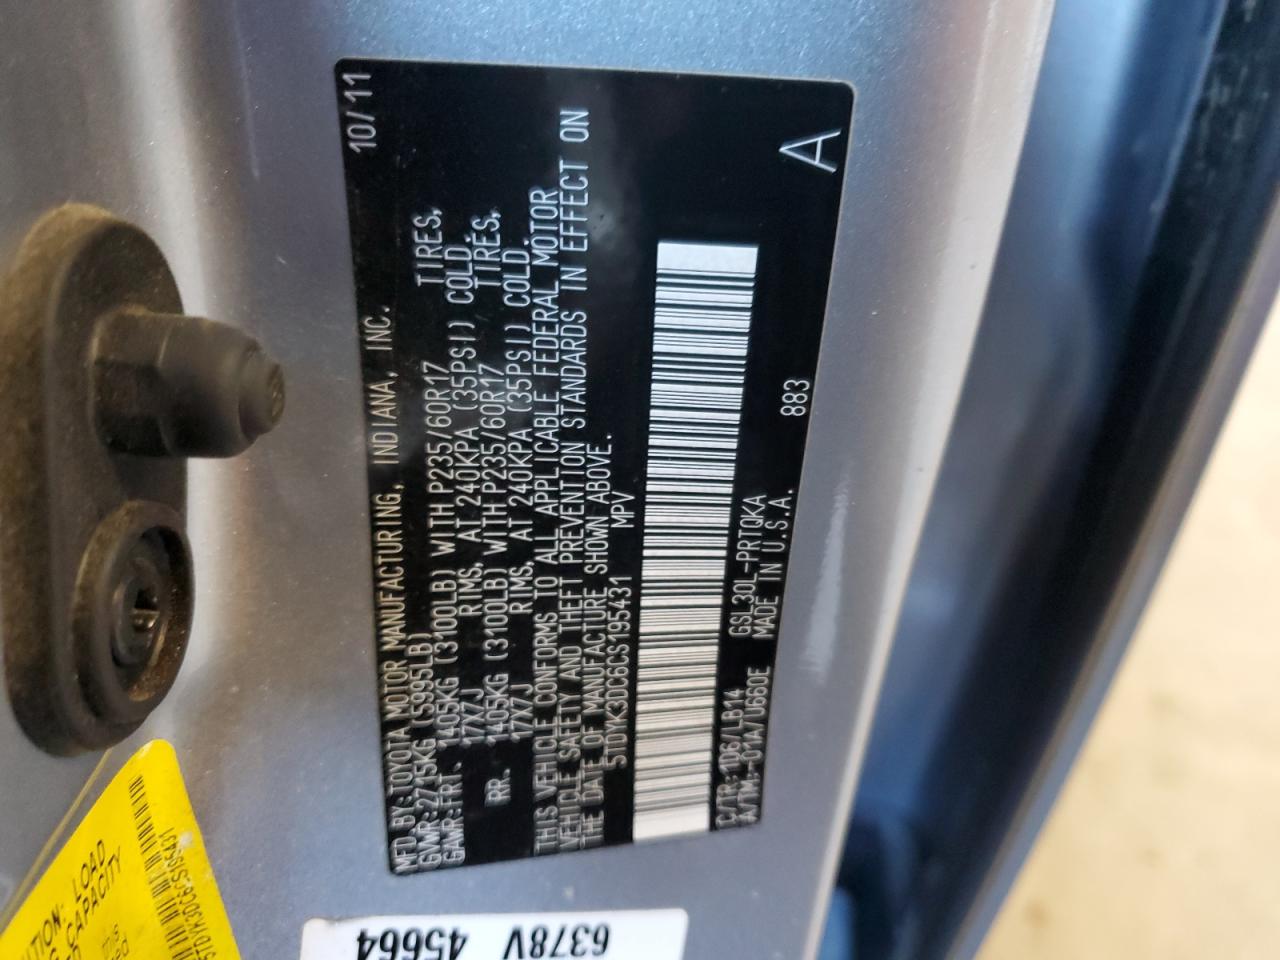 MFD. BY: TOYOTA MOTOR MANUFACTURING, INDIANA, INC. 10/11
GVWR: 2715KG (5995LB)
GAWR: FRT. 1405KG (3100LB) WITH P235/60R17 TIRES,
17X7J RIMS, AT 240KPA (35PSI) COLD.
RR. 1405KG (3100LB) WITH P235/60R17 TIRES,
17X7J RIMS, AT 240KPA (35PSI) COLD.
THIS VEHICLE CONFORMS TO ALL APPLICABLE FEDERAL MOTOR
VEHICLE SAFETY AND THEFT PREVENTION STANDARDS IN EFFECT ON
THE DATE OF MANUFACTURE SHOWN ABOVE.
5TDYK3DC6CS195431 MPV
C/TR: 1D6/LB14 GSL30L-PRTQKA 883 A
A/TM: -01A/U660E MADE IN U.S.A.
LOAD
CAPACITY
5TDYK3DC6CS195431
6378V
45664